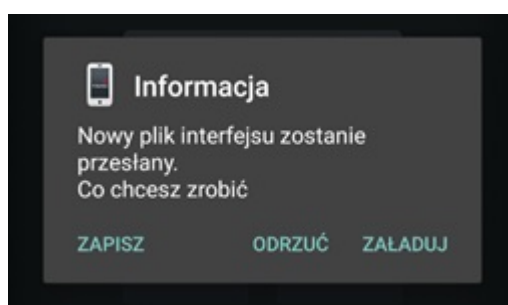 Informacja
Nowy plik interfejsu zostanie
przesłany.
Co chcesz zrobić
ZAPISZ ODRZUĆ ZAŁADUJ